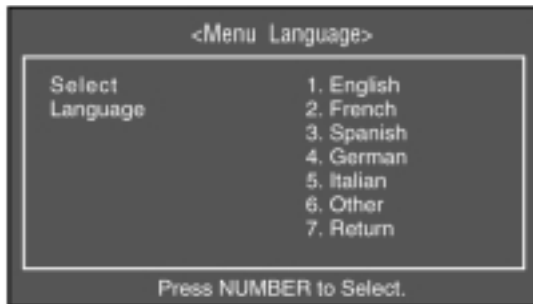 <Menu Language>
Select
Language
1. English
2. French
3. Spanish
4. German
5. Italian
6. Other
7. Return
Press NUMBER to Select.